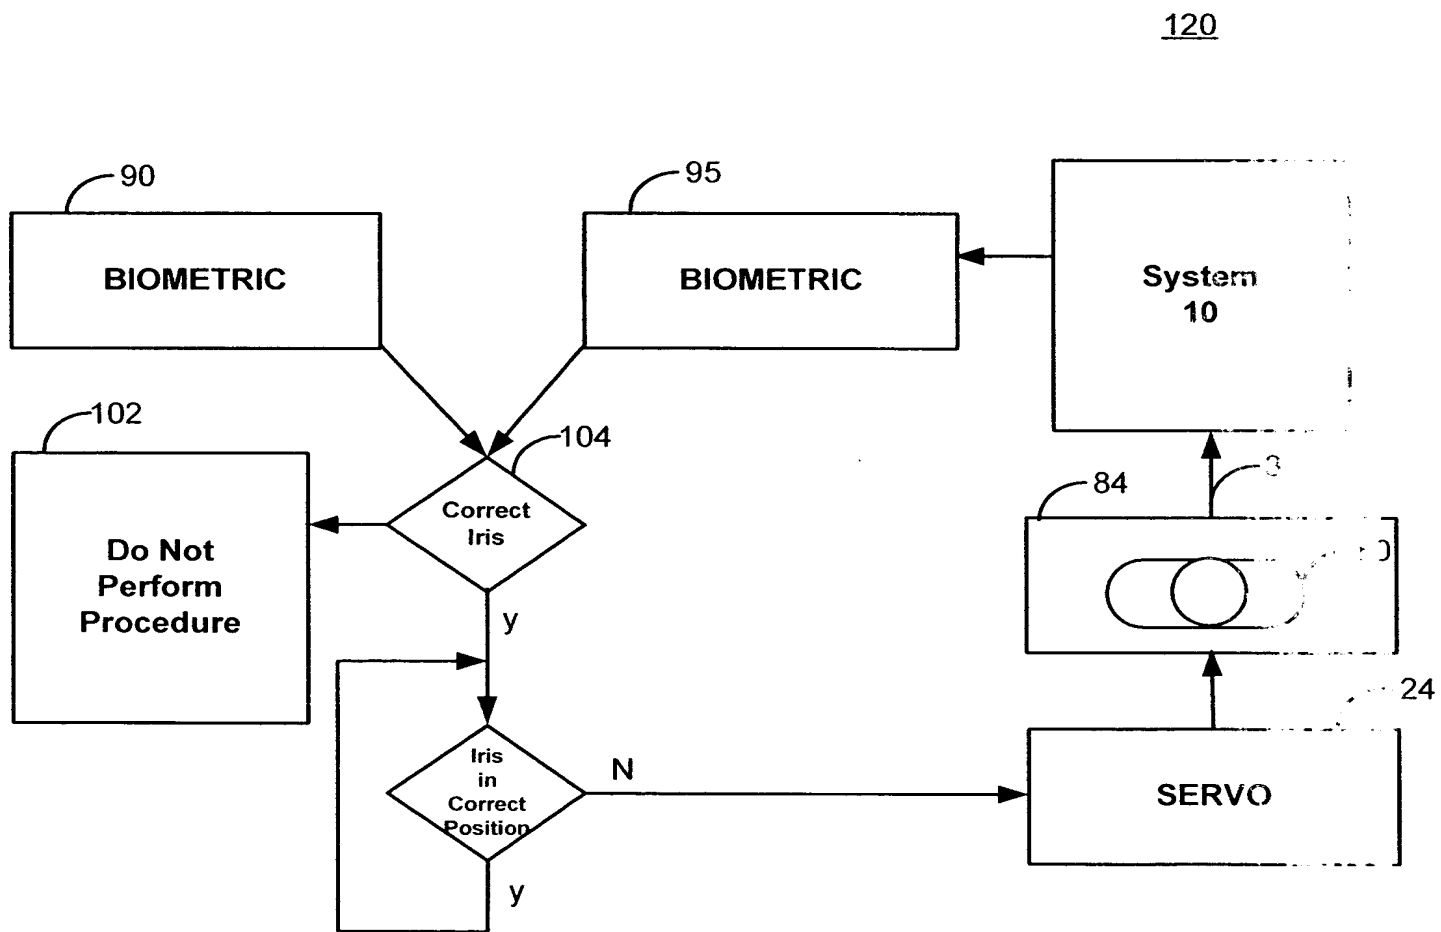 120
90
95
BIOMETRIC
BIOMETRIC
System
10
102
104
84
Correct
Iris
Do Not
Perform
Procedure
y
24
Iris
in
Correct
Position
N
SERVO
y